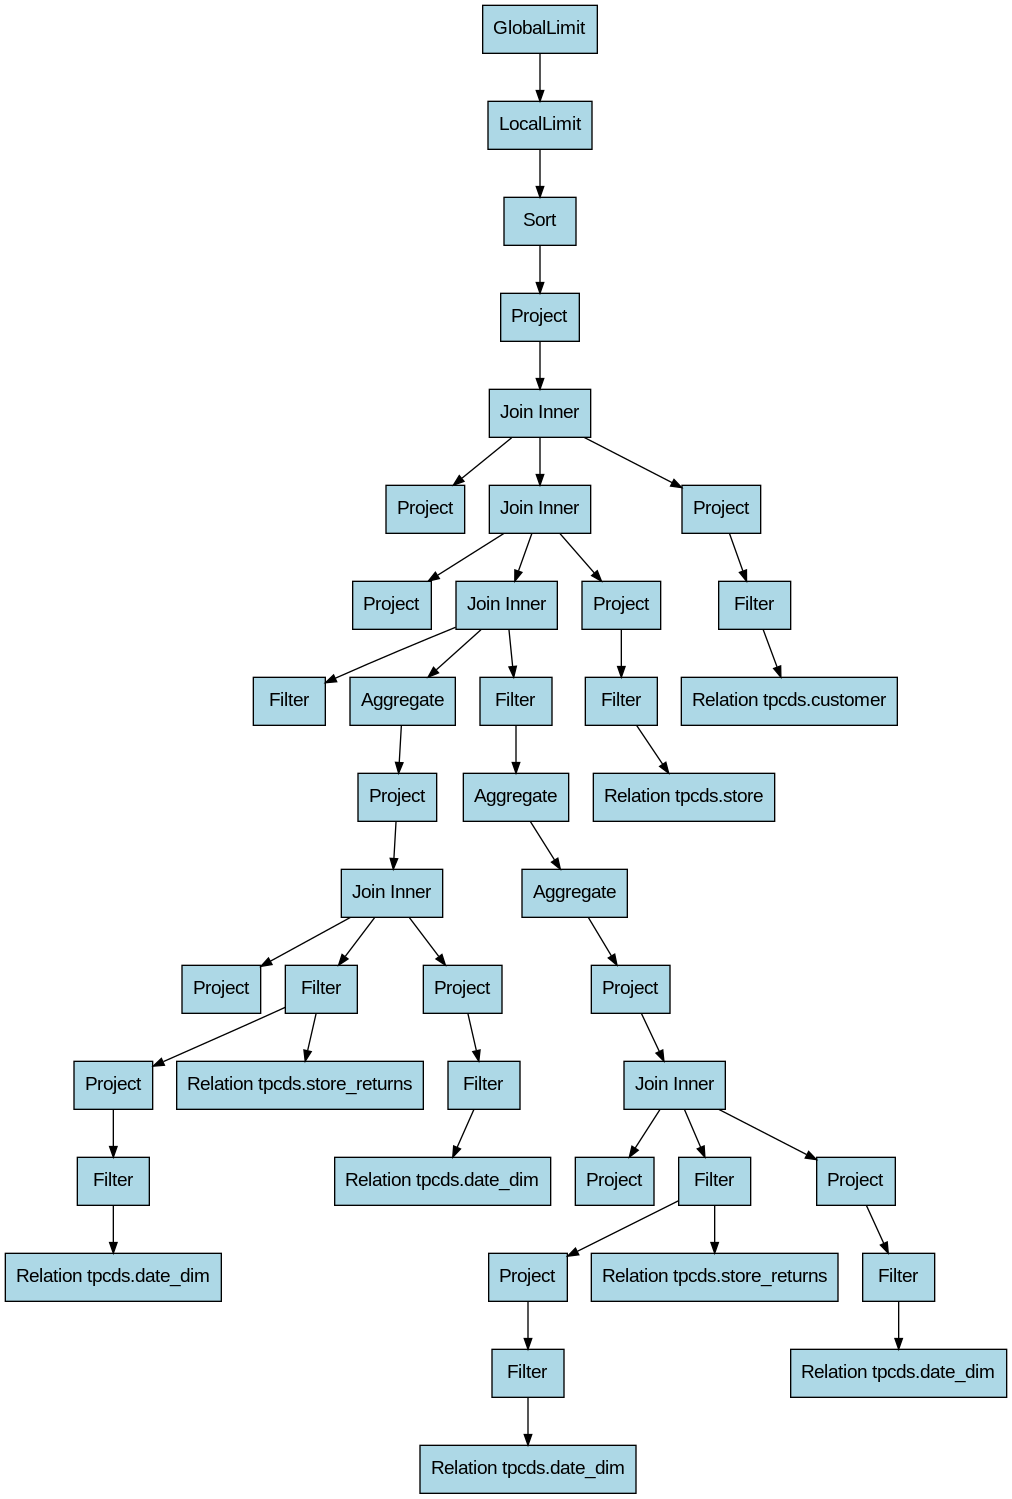 GlobalLimit
LocalLimit
Sort
Project
Join Inner
Project
Join Inner
Project
Project
Join Inner
Project
Filter
Filter
Aggregate
Filter
Filter
Relation tpcds.customer
Project
Aggregate
Relation tpcds.store
Join Inner
Aggregate
Project
Filter
Project
Project
Project
Relation tpcds.store_returns
Filter
Join Inner
Filter
Relation tpcds.date_dim
Project
Filter
Project
Relation tpcds.date_dim
Project
Relation tpcds.store_returns
Filter
Filter
Relation tpcds.date_dim
Relation tpcds.date_dim